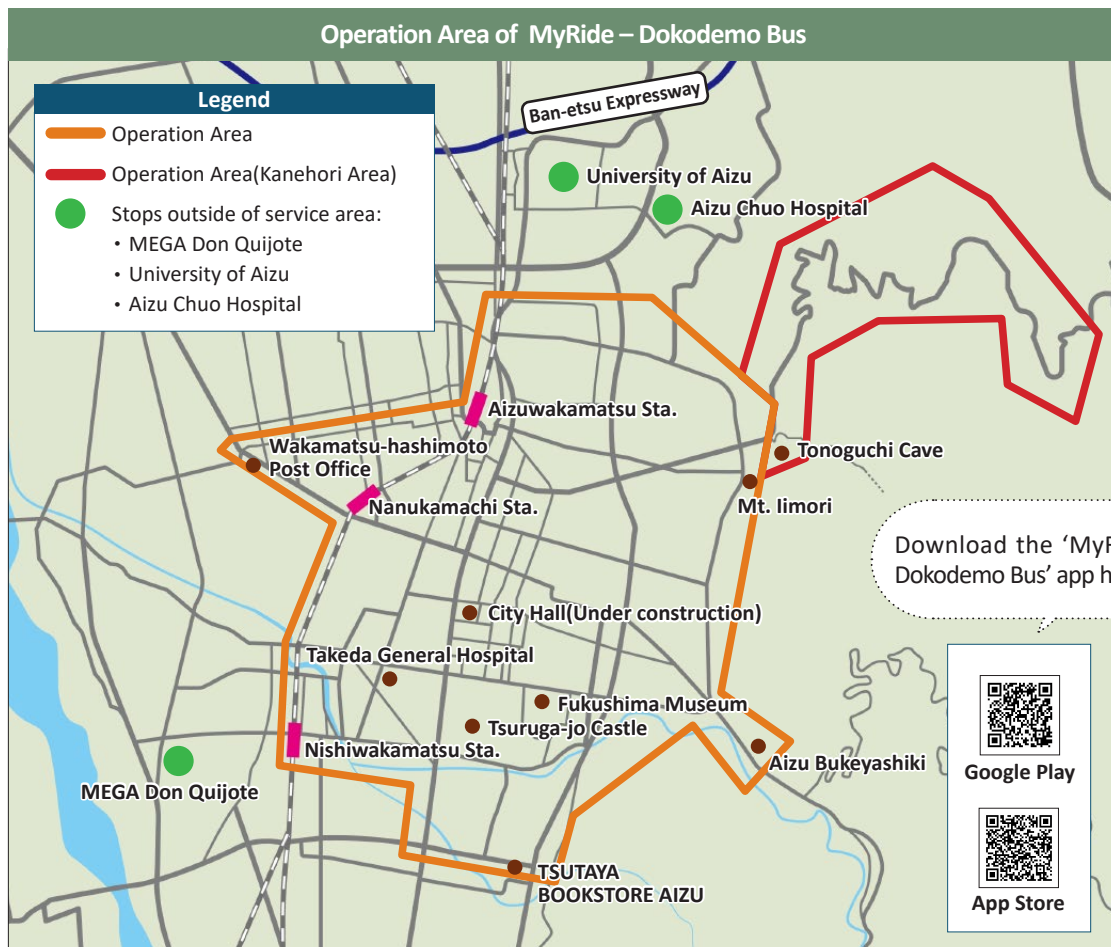 Operation Area of MyRide – Dokodemo Bus
Legend
Operation Area
Operation Area(Kanehori Area)
Stops outside of service area:
・MEGA Don Quijote
・University of Aizu
・Aizu Chuo Hospital
Ban-etsu Expressway
University of Aizu
Aizu Chuo Hospital
Aizuwakamatsu Sta.
Wakamatsu-hashimoto
Post Office
Tonoguchi Cave
Nanukamachi Sta.
Mt. Iimori
Download the ‘MyR
Dokodemo Bus’ app h
City Hall(Under construction)
Takeda General Hospital
Fukushima Museum
Tsuruga-jo Castle
Nishiwakamatsu Sta.
Aizu Bukeyashiki
MEGA Don Quijote
Google Play
TSUTAYA
BOOKSTORE AIZU
App Store